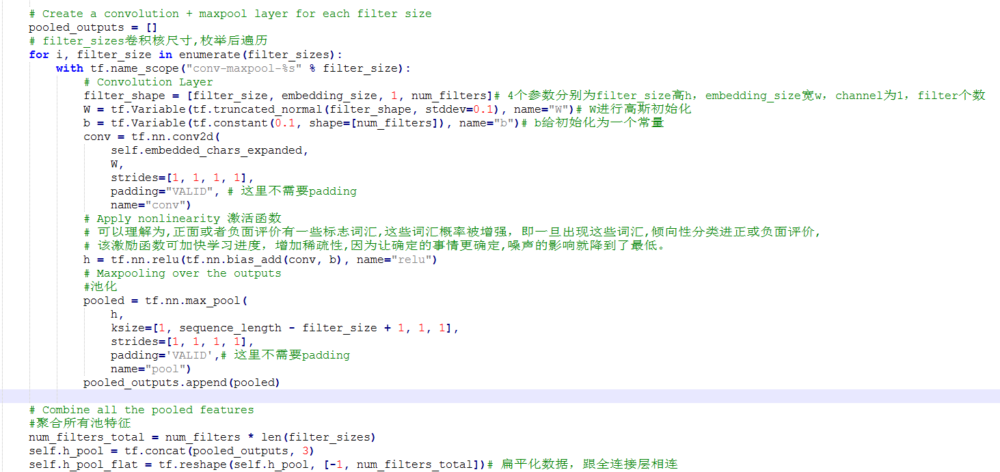 # Create a convolution + maxpool layer for each filter size
pooled_outputs = []
# filter_sizes卷积核尺寸,枚举后遍历
for i, filter_size in enumerate(filter_sizes):
    with tf.name_scope("conv-maxpool-%s" % filter_size):
        # Convolution Layer
        filter_shape = [filter_size, embedding_size, 1, num_filters]# 4个参数分别为filter_size高h，embedding_size宽w，channel为1，filter个数
        W = tf.Variable(tf.truncated_normal(filter_shape, stddev=0.1), name="W")# W进行高斯初始化
        b = tf.Variable(tf.constant(0.1, shape=[num_filters]), name="b")# b给初始化为一个常量
        conv = tf.nn.conv2d(
            self.embedded_chars_expanded,
            W,
            strides=[1, 1, 1, 1],
            padding="VALID", # 这里不需要padding
            name="conv")
        # Apply nonlinearity 激活函数
        # 可以理解为,正面或者负面评价有一些标志词汇,这些词汇概率被增强，即一旦出现这些词汇,倾向性分类进正或负面评价,
        # 该激励函数可加快学习进度，增加稀疏性,因为让确定的事情更确定,噪声的影响就降到了最低。
        h = tf.nn.relu(tf.nn.bias_add(conv, b), name="relu")
        # Maxpooling over the outputs
        #池化
        pooled = tf.nn.max_pool(
            h,
            ksize=[1, sequence_length - filter_size + 1, 1, 1],
            strides=[1, 1, 1, 1],
            padding='VALID',# 这里不需要padding
            name="pool")
        pooled_outputs.append(pooled)
# Combine all the pooled features
#聚合所有池特征
num_filters_total = num_filters * len(filter_sizes)
self.h_pool = tf.concat(pooled_outputs, 3)
self.h_pool_flat = tf.reshape(self.h_pool, [-1, num_filters_total])# 扁平化数据，跟全连接层相连